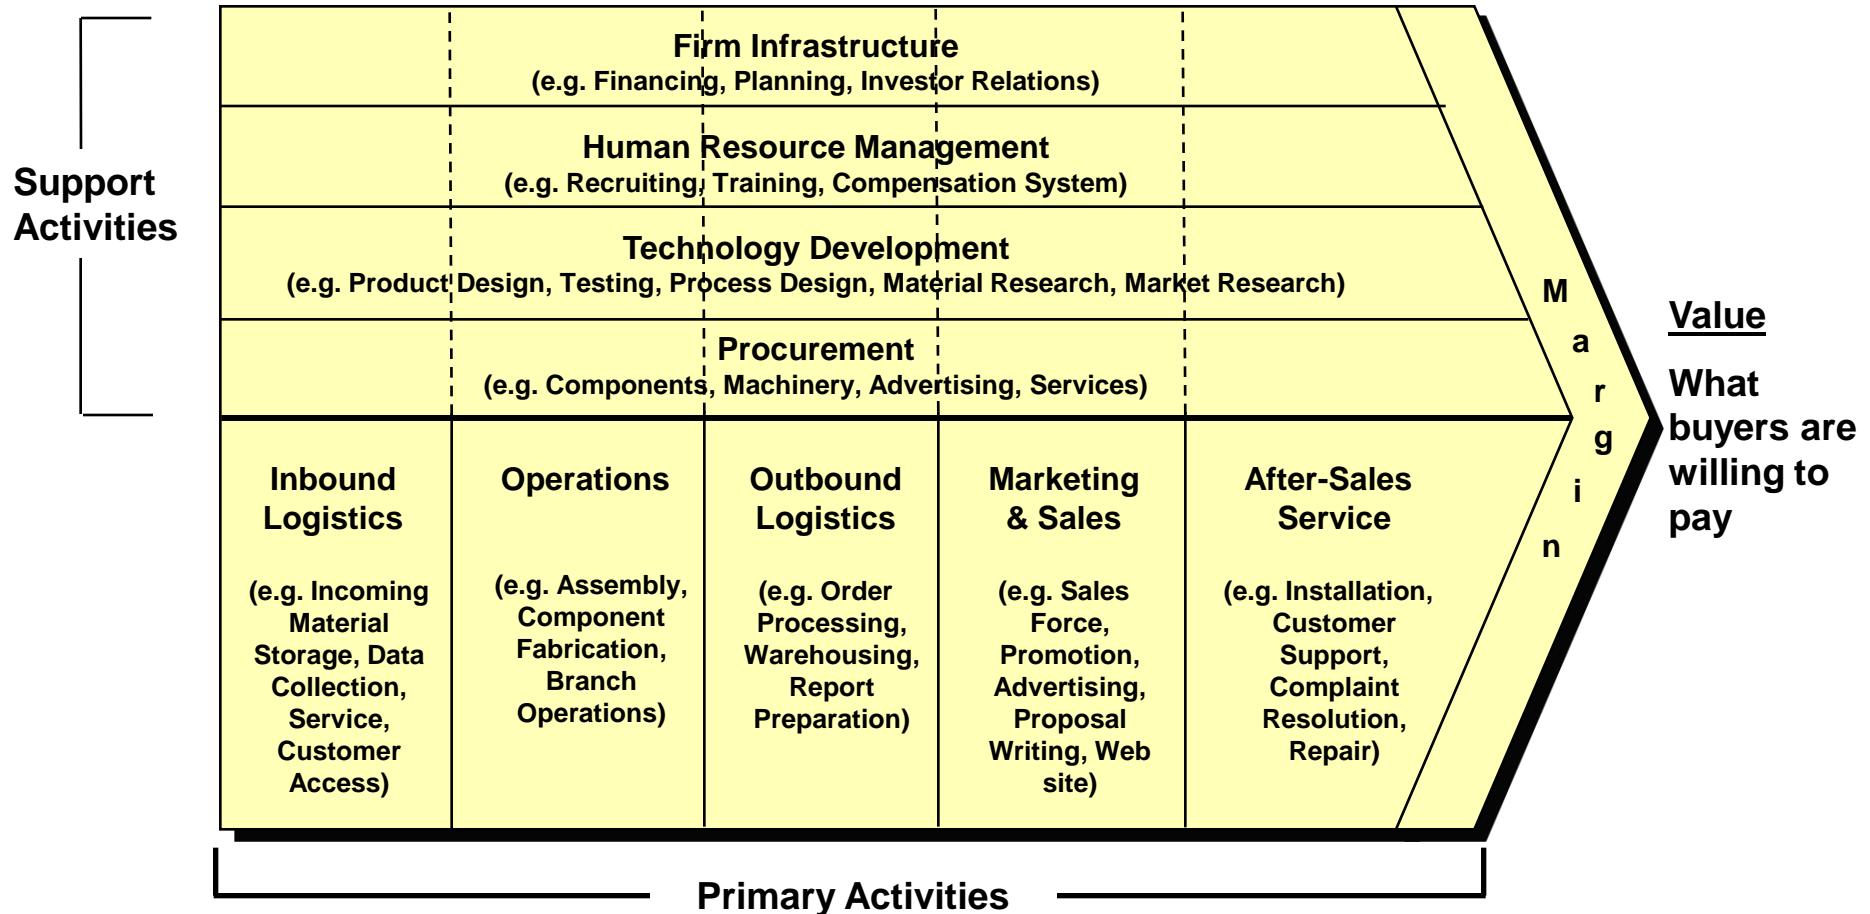 Firm Infrastructure
(e.g. Financing, Planning, Investor Relations)
Human Resource Management
(e.g. Recruiting, Training, Compensation System)
Support
Activities
Technology Development
(e.g. Product Design, Testing, Process Design, Material Research, Market Research)
Procurement
(e.g. Components, Machinery, Advertising, Services)
Inbound
Logistics
(e.g. Incoming
Material
Storage, Data
Collection,
Service,
Customer
Access)
Operations
(e.g. Assembly,
Component
Fabrication,
Branch
Operations)
Outbound
Logistics
(e.g. Order
Processing,
Warehousing,
Report
Preparation)
Marketing
& Sales
(e.g. Sales
Force,
Promotion,
Advertising,
Proposal
Writing, Web
site)
After-Sales
Service
(e.g. Installation,
Customer
Support,
Complaint
Resolution,
Repair)
Margin
Value
What
buyers are
willing to
pay
Primary Activities